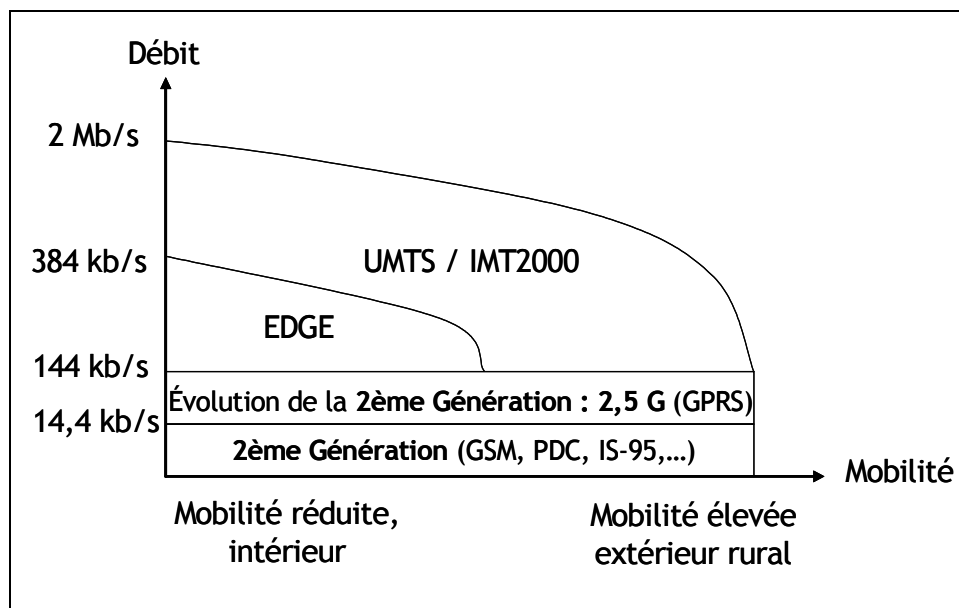 Débit
2 Mb/s
384 kb/s
UMTS / IMT2000
EDGE
144 kb/s
Évolution de la 2ème Génération : 2,5 G (GPRS)
14,4 kb/s
2ème Génération (GSM, PDC, IS-95,...)
Mobilité
Mobilité réduite,
intérieur
Mobilité élevée
extérieur rural